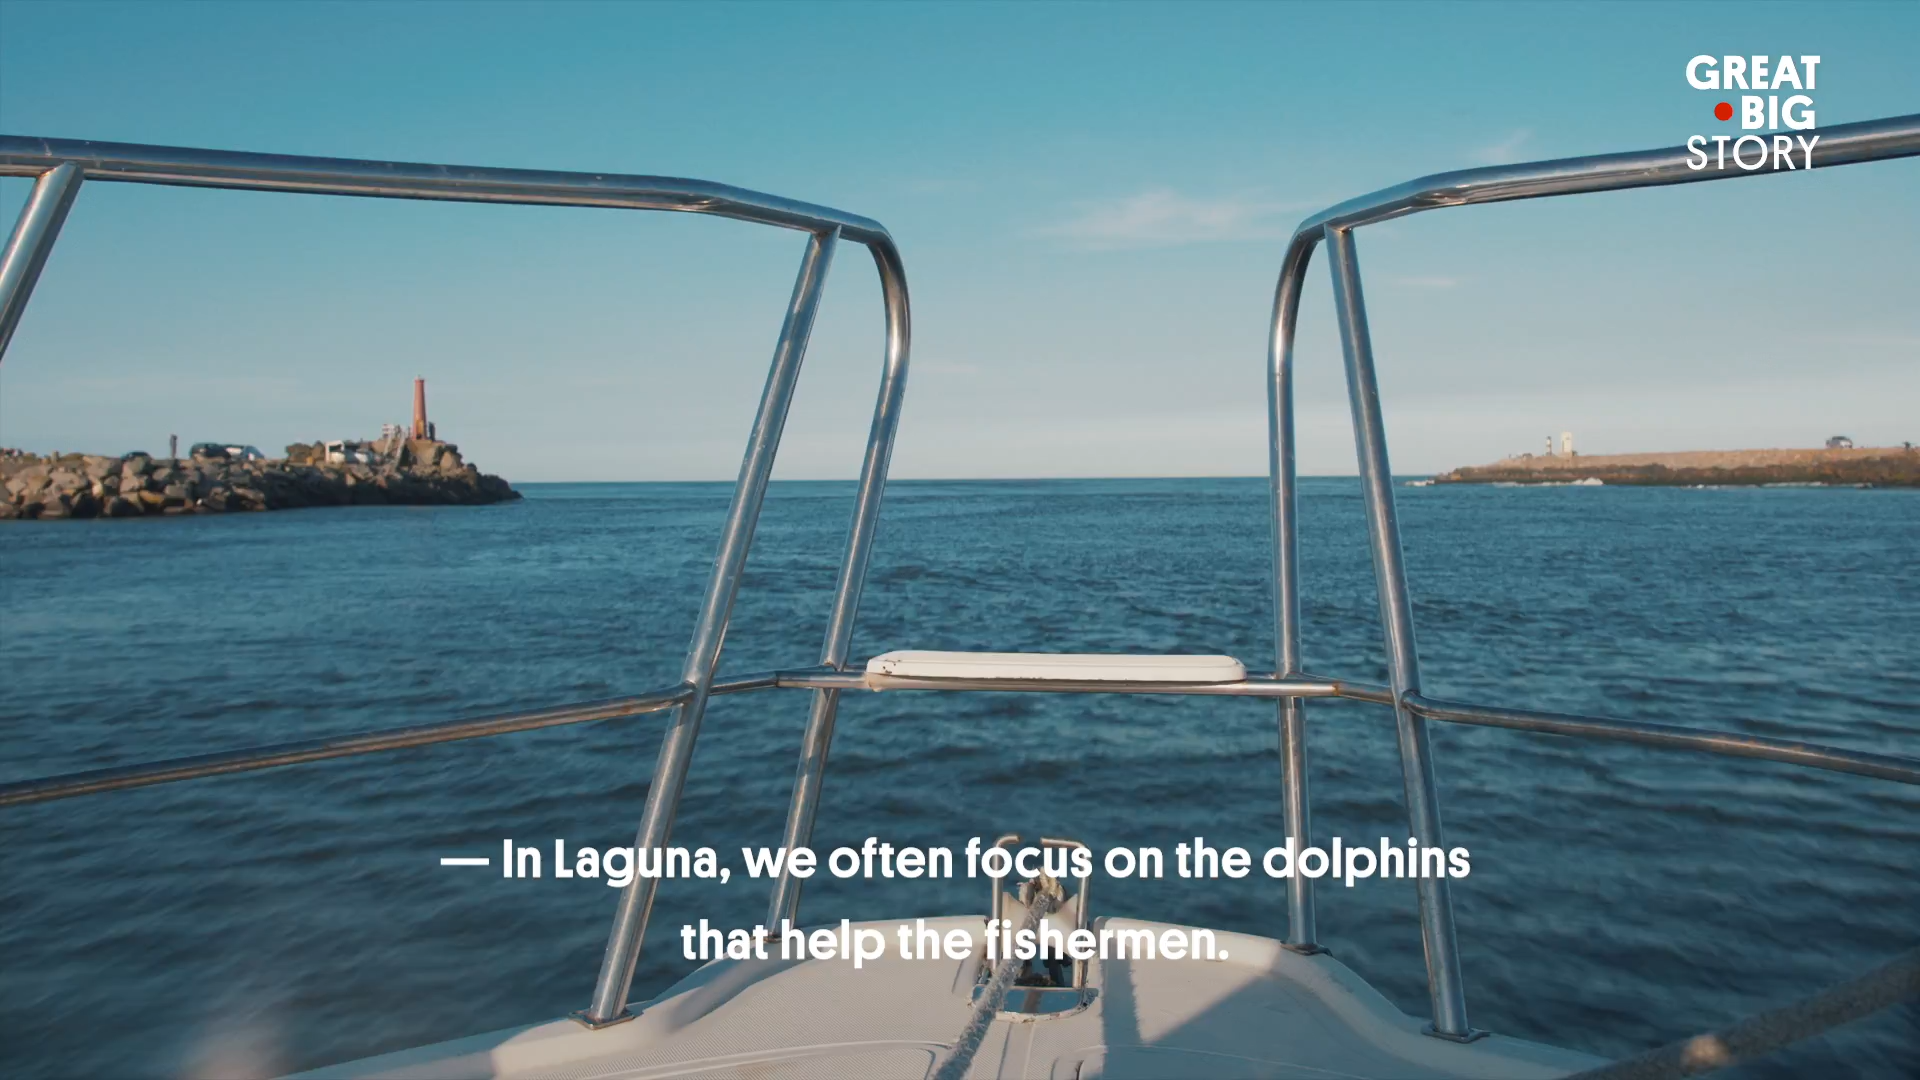 GREAT
BIG
STORY
— In Laguna, we often focus on the dolphins
that help the fishermen.